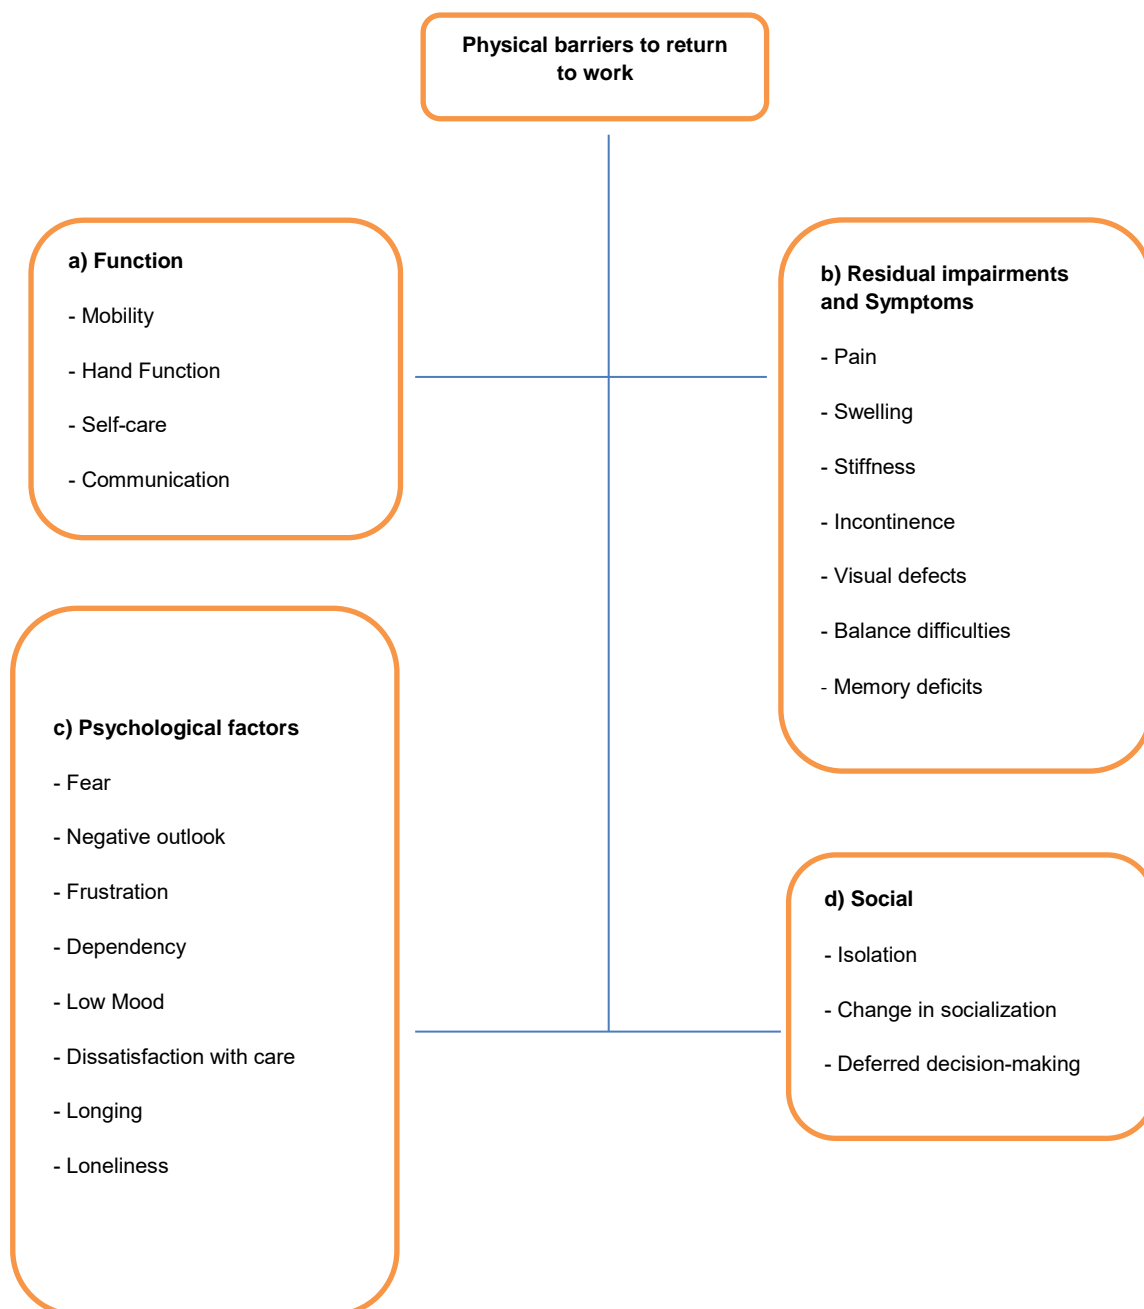 Physical barriers to return
to work
a) Function
- Mobility
- Hand Function
- Self-care
- Communication
b) Residual impairments
and Symptoms
- Pain
- Swelling
- Stiffness
- Incontinence
- Visual defects
- Balance difficulties
- Memory deficits
c) Psychological factors
- Fear
- Negative outlook
- Frustration
- Dependency
- Low Mood
- Dissatisfaction with care
- Longing
- Loneliness
d) Social
- Isolation
- Change in socialization
- Deferred decision-making